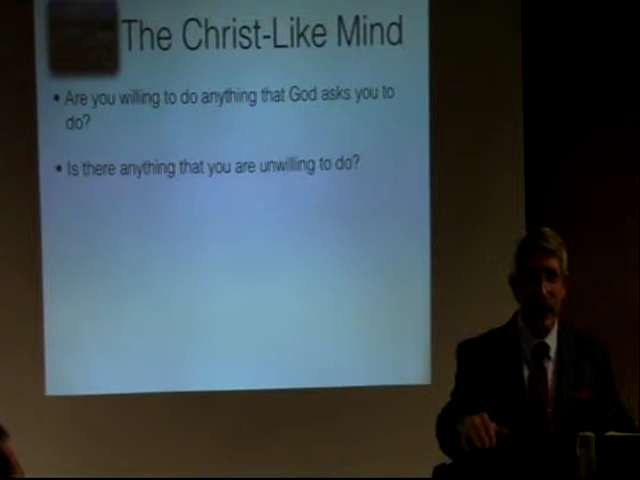 The Christ-Like Mind
• Are you willing to do anything that God asks you to
do?
• Is there anything that you are unwilling to do?